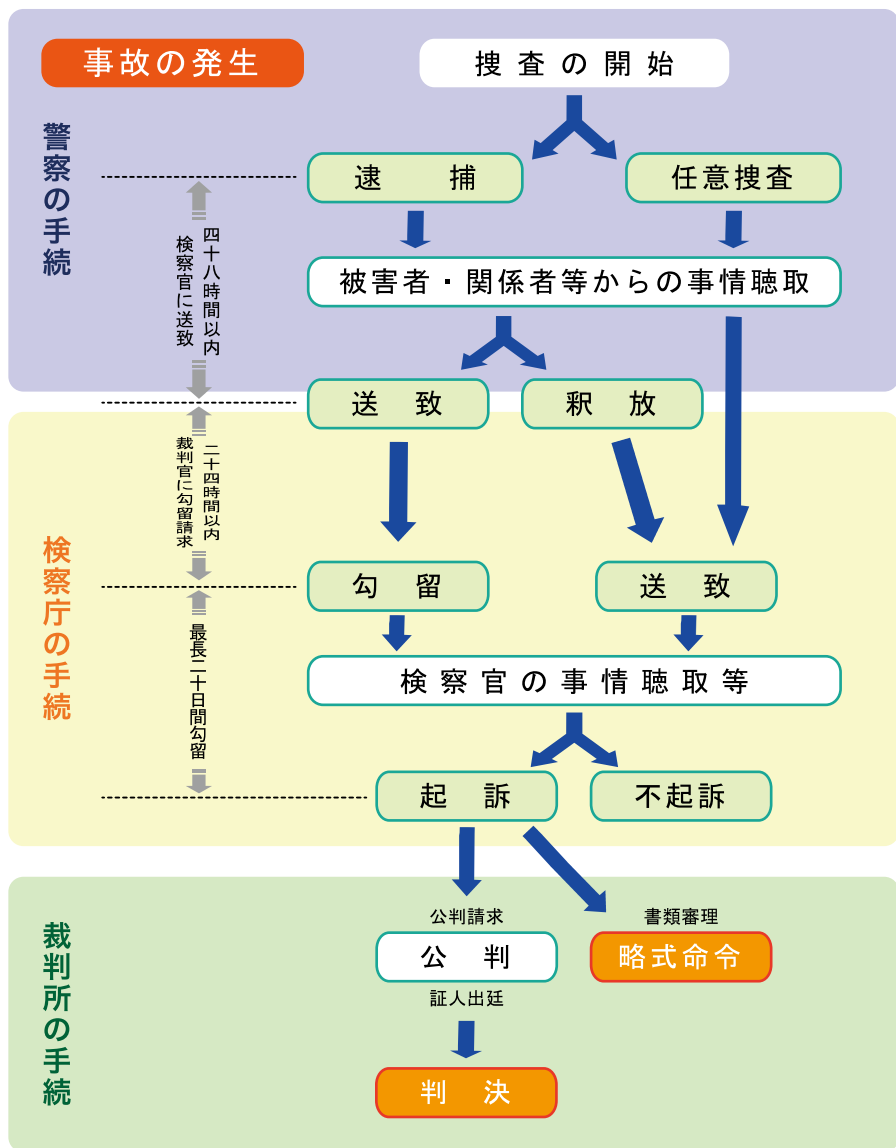 事故の発生
捜査の開始
警察の手続
逮捕
任意捜査
四十八時間以内
検察官に送致
被害者・関係者等からの事情聴取
送致
釈放
検察庁の手続
二十四時間以内
裁判官に勾留請求
勾留
送致
最長二十日間勾留
検察官の事情聴取等
起訴
不起訴
裁判所の手続
公判請求
公判
証人出廷
書類審理
略式命令
判決